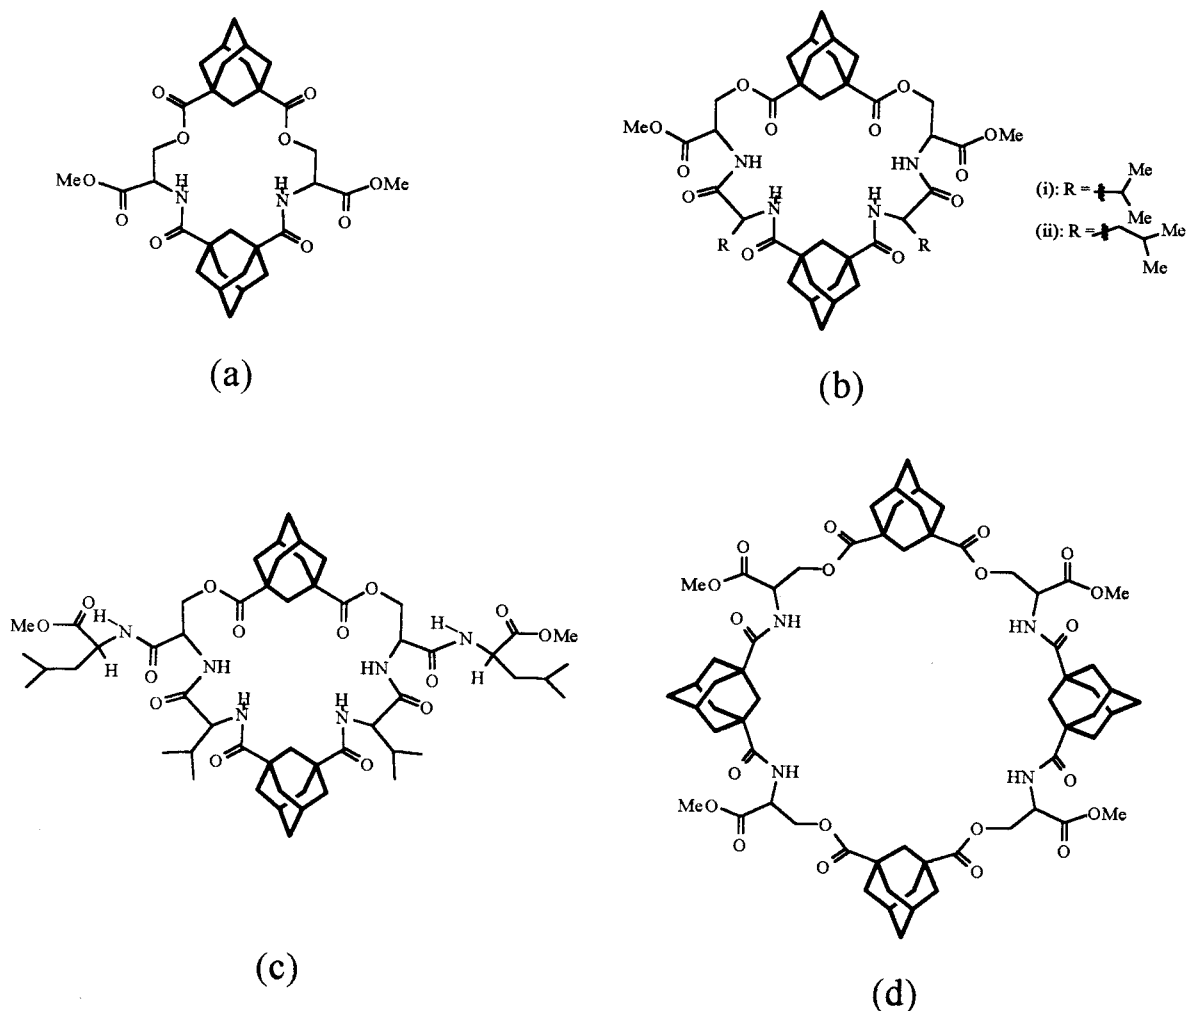 O O
O O
MeO OMe
H H
N N
O O
O O
(a)
O O
O O
MeO OMe
O NH HN O
O H H O
N N
R R
O O
(i): R = Me
Me
(ii): R = Me
Me
(b)
O O
O O
MeO O H H O OMe
N N
H O NH HN O H
O H H O
N N
O O
(c)
O O
O O
MeO O O OMe
O NH HN O
O NH HN O
MeO O O OMe
O O
O O
(d)